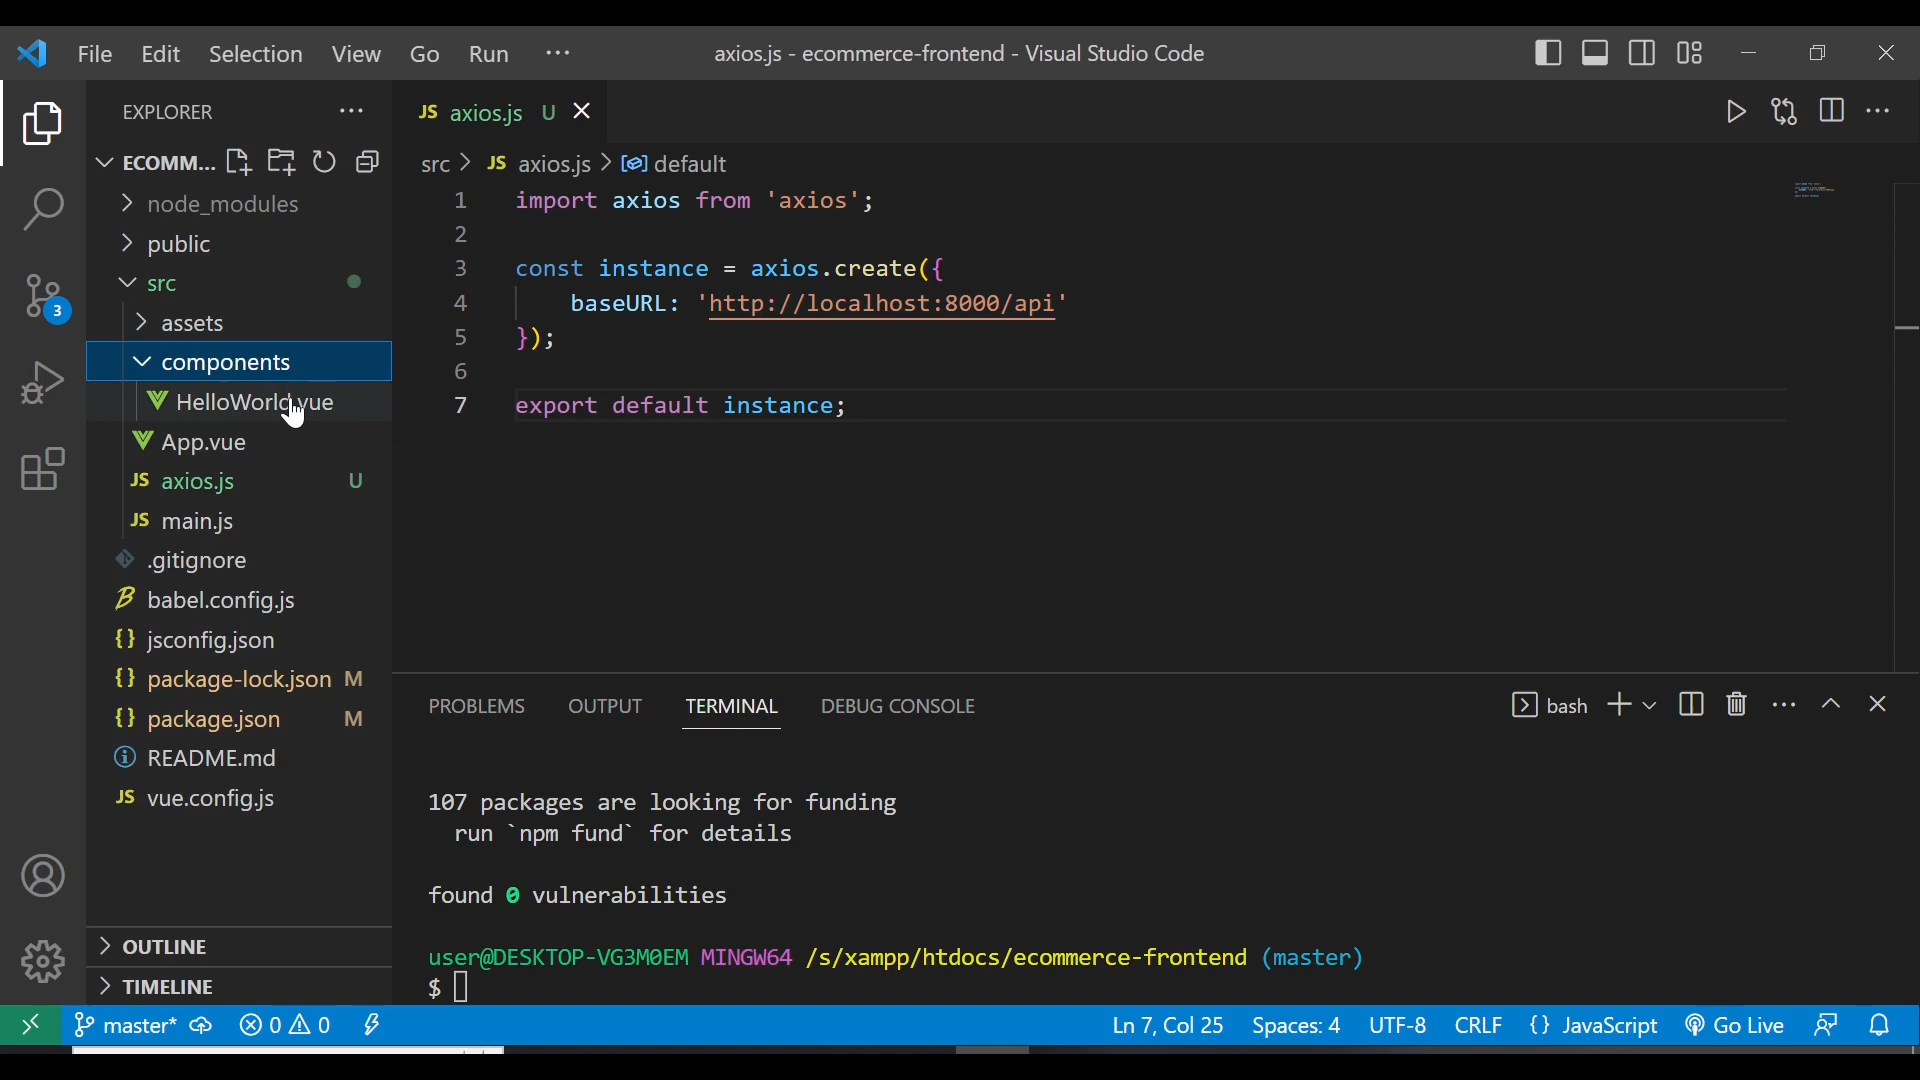 File Edit Selection View Go Run ··· axios.js - ecommerce-frontend - Visual Studio Code
EXPLORER ···
ECOMM...
node_modules
public
src
assets
components
HelloWorld.vue
App.vue
JS axios.js U
JS main.js
.gitignore
babel.config.js
{} jsconfig.json
{} package-lock.json M
{} package.json M
README.md
JS vue.config.js
OUTLINE
TIMELINE
3
JS axios.js U
src > JS axios.js > default
1 import axios from 'axios';
2
3 const instance = axios.create({
4 baseURL: 'http://localhost:8000/api'
5 });
6
7 export default instance;
PROBLEMS OUTPUT TERMINAL DEBUG CONSOLE bash
107 packages are looking for funding
run `npm fund` for details
found 0 vulnerabilities
user@DESKTOP-VG3M0EM MINGW64 /s/xampp/htdocs/ecommerce-frontend (master)
$
master* 0 0 Ln 7, Col 25 Spaces: 4 UTF-8 CRLF {} JavaScript Go Live